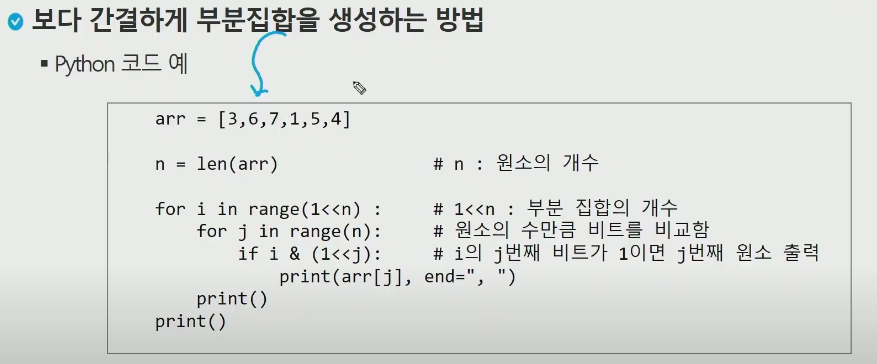 보다 간결하게 부분집합을 생성하는 방법
▪ Python 코드 예
arr = [3,6,7,1,5,4]
n = len(arr) # n : 원소의 개수
for i in range(1<<n) : # 1<<n : 부분 집합의 개수
for j in range(n): # 원소의 수만큼 비트를 비교함
if i & (1<<j): # i의 j번째 비트가 1이면 j번째 원소 출력
print(arr[j], end=", ")
print()
print()